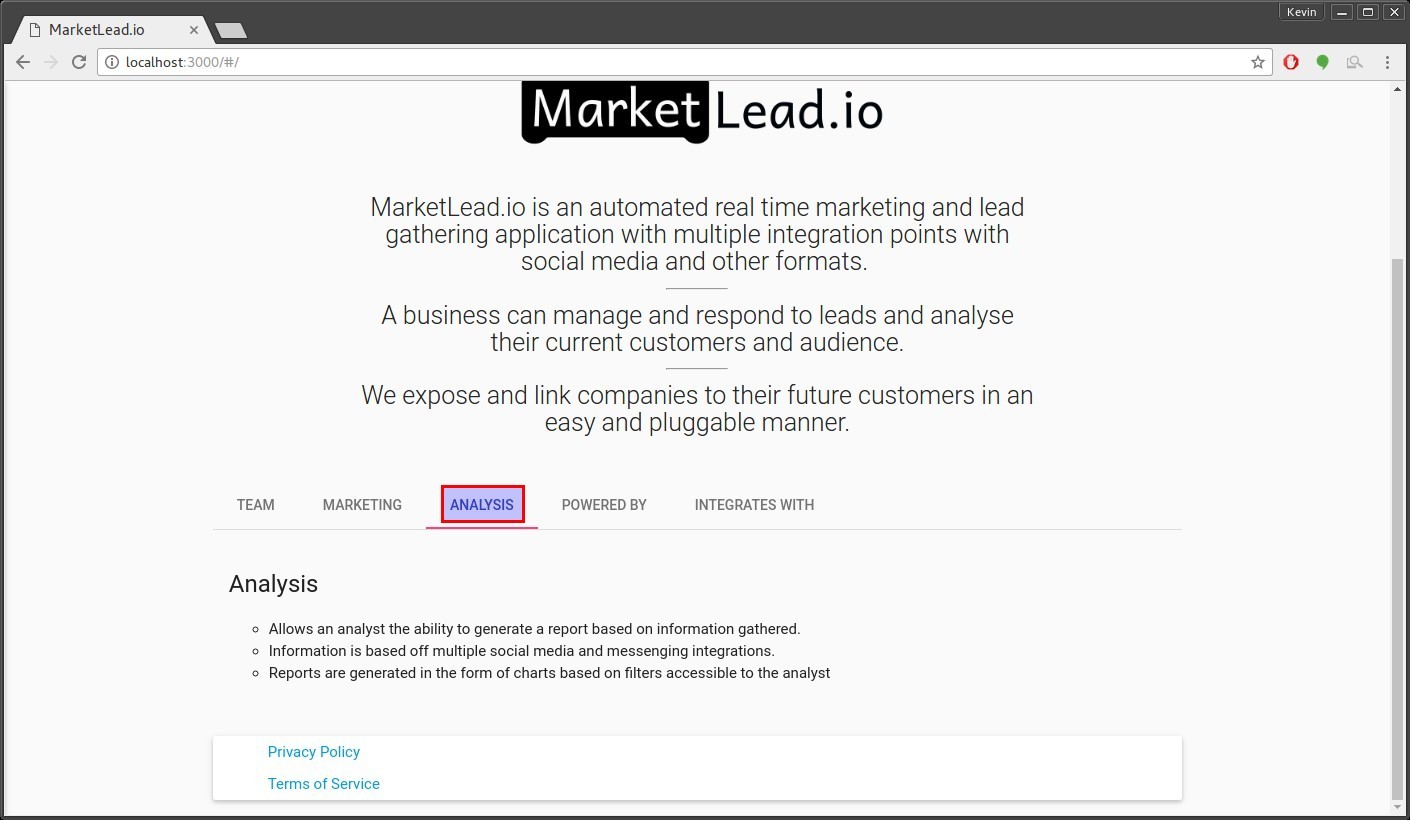 Kevin
MarketLead.io
localhost:3000/#/
MarketLead.io
MarketLead.io is an automated real time marketing and lead
gathering application with multiple integration points with
social media and other formats.
A business can manage and respond to leads and analyse
their current customers and audience.
We expose and link companies to their future customers in an
easy and pluggable manner.
TEAM MARKETING ANALYSIS POWERED BY INTEGRATES WITH
Analysis
Allows an analyst the ability to generate a report based on information gathered.
Information is based off multiple social media and messenging integrations.
Reports are generated in the form of charts based on filters accessible to the analyst
Privacy Policy
Terms of Service